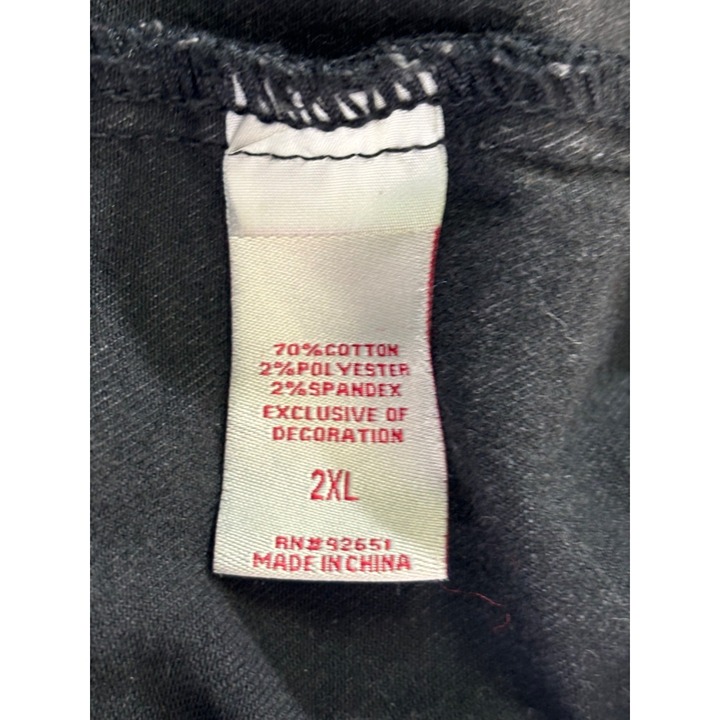 70%COTTON
2%POLYESTER
2%SPANDEX
EXCLUSIVE OF
DECORATION
2XL
RN#92651
MADE IN CHINA